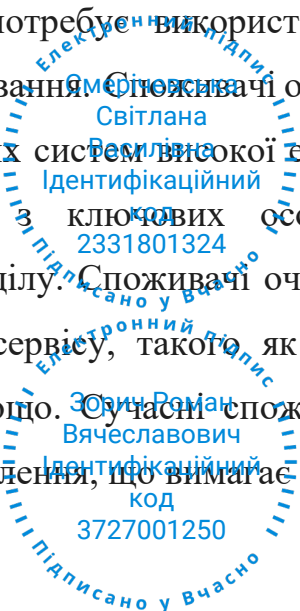 потребує використ
Електронний підпис
вання. Споживачі о
Смерічевська
Світлана
Василівна
х систем високої е
Ідентифікаційний
код
з ключових осо
2331801324
ділу. Споживачі оч
Підписано у Вчасно
Електронний підпис
сервісу, такого як
Зорич Роман
ощо. Сучасні спож
Вячеславович
Ідентифікаційний
лення, що вимагає
код
3727001250
Підписано у Вчасно